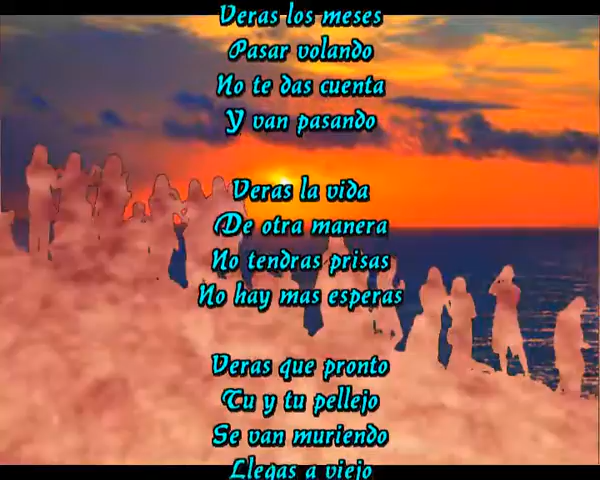 Veras los meses
Pasar volando
No te das cuenta
Y van pasando
Veras la vida
De otra manera
No tendras prisas
No hay mas esperas
Veras que pronto
Tu y tu pellejo
Se van muriendo
Llegas a viejo